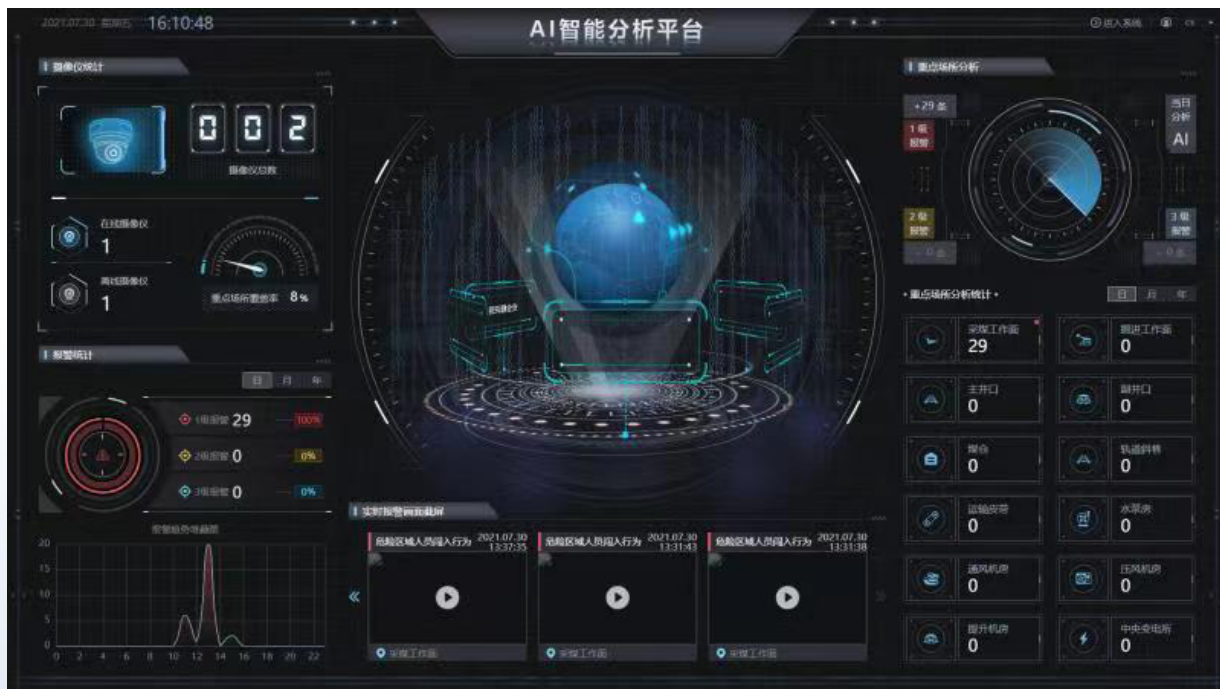 2021.07.30 星期五 16:10:48
AI智能分析平台
进入系统
摄像仪统计
002
摄像仪总数
在线摄像仪
1
离线摄像仪
1
重点场所覆盖率 8%
报警统计
日 月 年
1级报警 29 100%
2级报警 0 0%
3级报警 0 0%
20
15
10
5
0
0 2 4 6 8 10 12 14 16 18 20 22
实时报警画面截屏
危险区域人员闯入行为 2021.07.30
13:37:35
采煤工作面
危险区域人员闯入行为 2021.07.30
13:31:43
采煤工作面
危险区域人员闯入行为 2021.07.30
13:31:38
采煤工作面
重点场所分析
+29 条
1 级
报警
当日
分析
AI
2 级
报警
0 条
3 级
报警
0 条
重点场所分析统计
日 月 年
采煤工作面
29
掘进工作面
0
主井口
0
副井口
0
煤仓
0
轨道斜巷
0
运输皮带
0
水泵房
0
通风机房
0
压风机房
0
提升机房
0
中央变电所
0